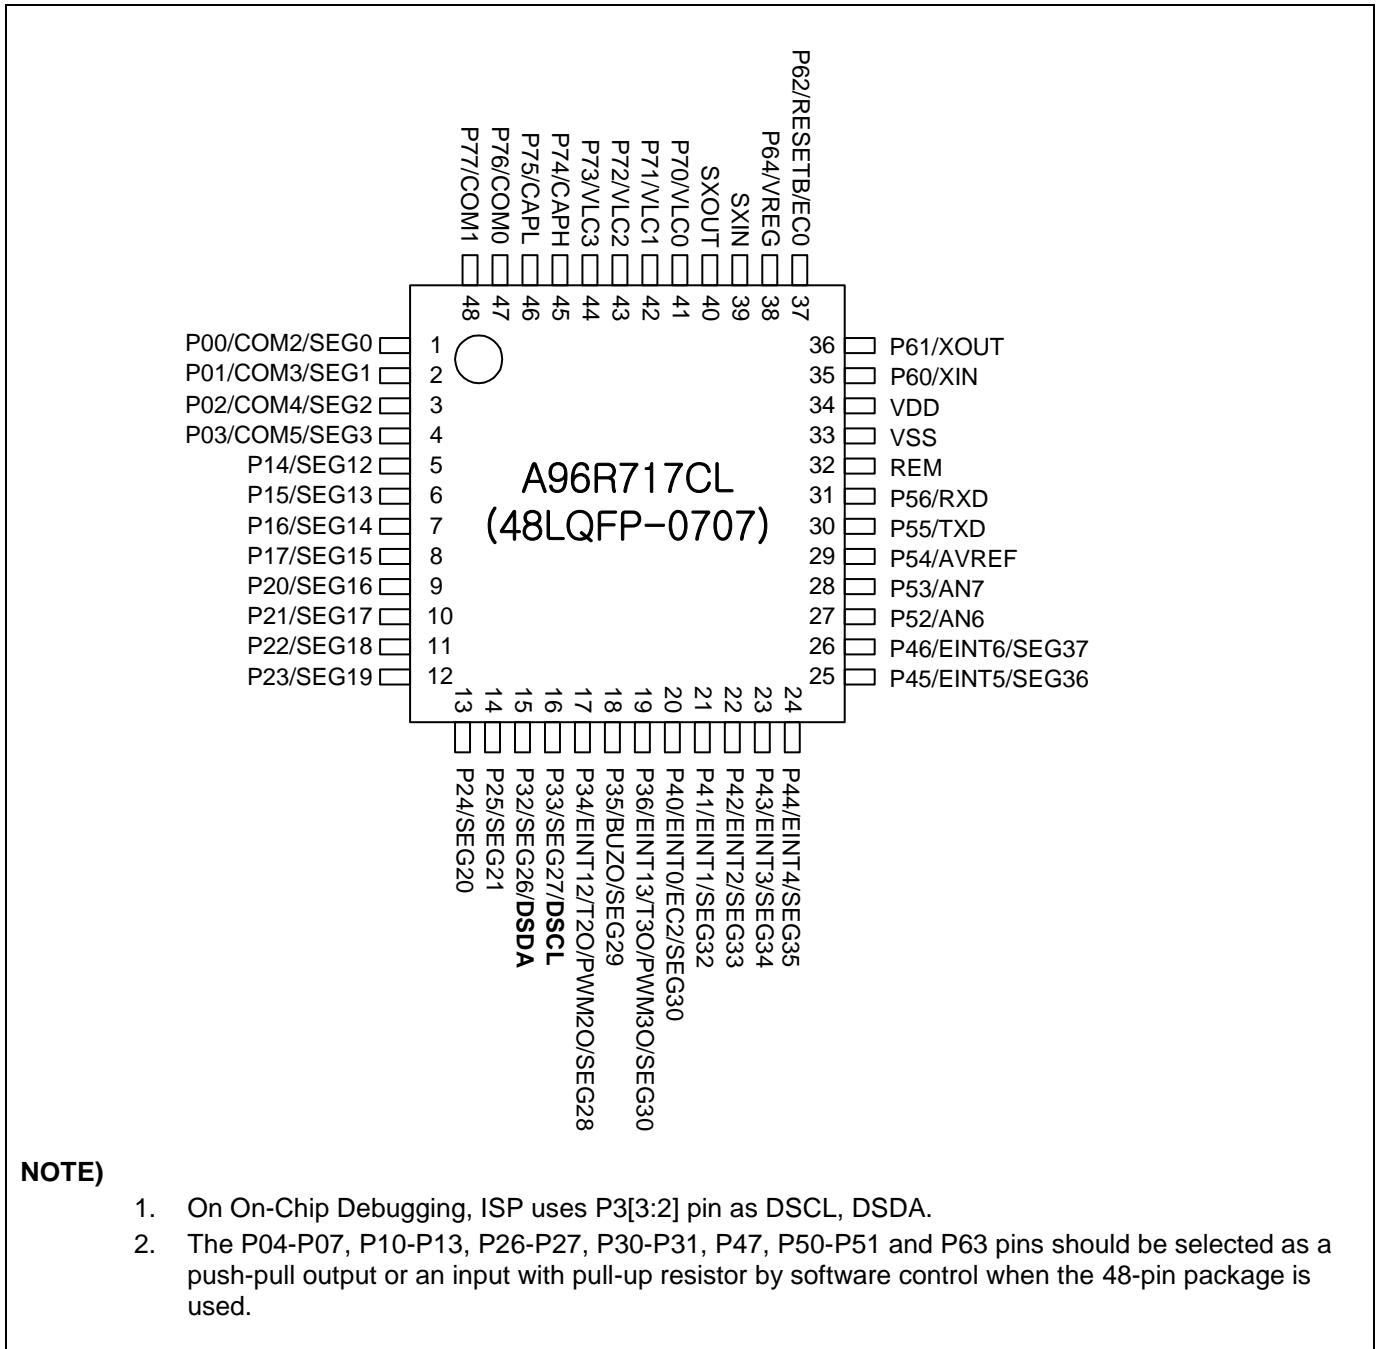 P62/RESETB/EC0
P77/COM1
P76/COM0
P75/CAPL
P74/CAPH
P73/VLC3
P72/VLC2
P71/VLC1
P70/VLC0
SXOUT
SXIN
P64/VREG
48
47
46
45
44
43
42
41
40
39
38
37
P00/COM2/SEG0 1
P01/COM3/SEG1 2
P02/COM4/SEG2 3
P03/COM5/SEG3 4
P14/SEG12 5
P15/SEG13 6
P16/SEG14 7
P17/SEG15 8
P20/SEG16 9
P21/SEG17 10
P22/SEG18 11
P23/SEG19 12
A96R717CL
(48LQFP-0707)
36 P61/XOUT
35 P60/XIN
34 VDD
33 VSS
32 REM
31 P56/RXD
30 P55/TXD
29 P54/AVREF
28 P53/AN7
27 P52/AN6
26 P46/EINT6/SEG37
25 P45/EINT5/SEG36
13
14
15
16
17
18
19
20
21
22
23
24
P24/SEG20
P25/SEG21
P32/SEG26/DSDA
P33/SEG27/DSCL
P34/EINT12/T2O/PWM2O/SEG28
P35/BUZO/SEG29
P36/EINT13/T3O/PWM3O/SEG30
P40/EINT0/EC2/SEG30
P41/EINT1/SEG32
P42/EINT2/SEG33
P43/EINT3/SEG34
P44/EINT4/SEG35
NOTE)
1. On On-Chip Debugging, ISP uses P3[3:2] pin as DSCL, DSDA.
2. The P04-P07, P10-P13, P26-P27, P30-P31, P47, P50-P51 and P63 pins should be selected as a
push-pull output or an input with pull-up resistor by software control when the 48-pin package is
used.